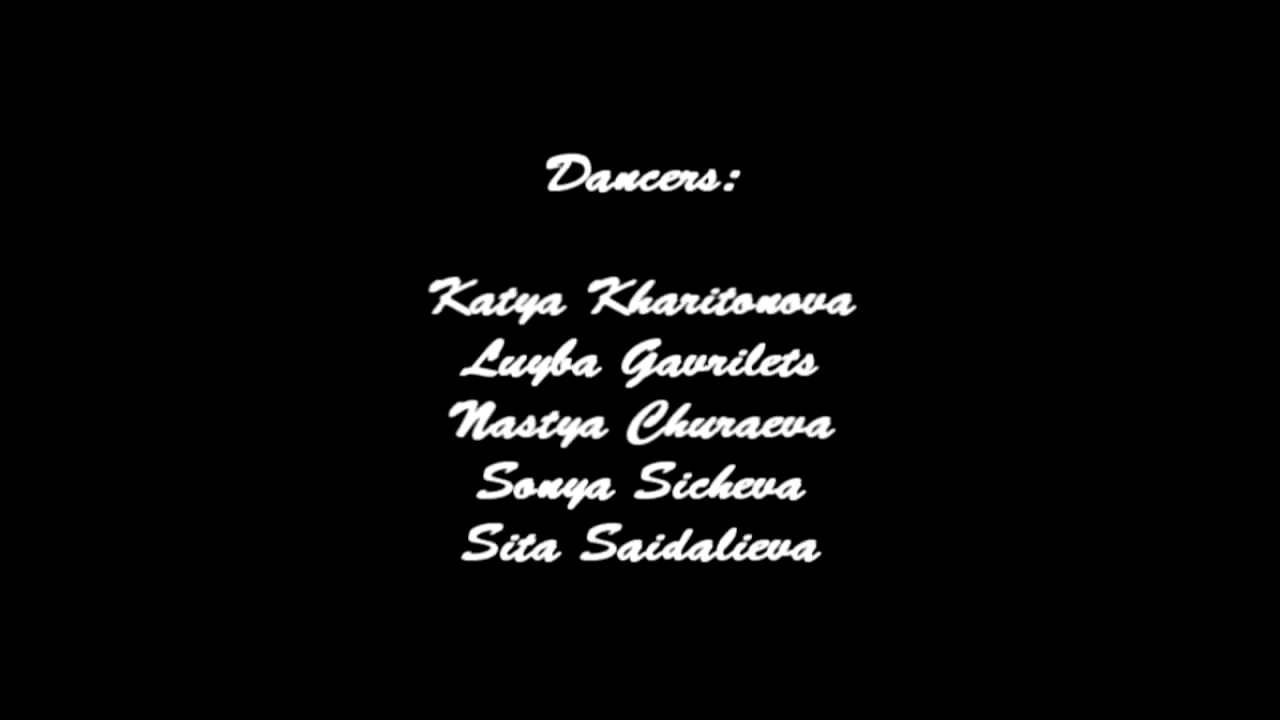 Dancers:
Katya Kharitonova
Luyba Gavrilets
Nastya Churaeva
Sonya Sicheva
Sita Saidalieva